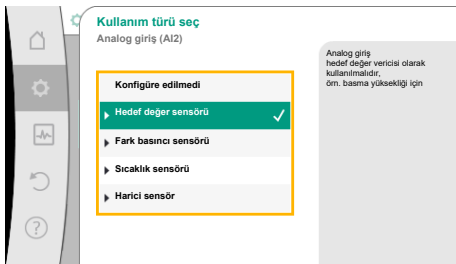 Kullanım türü seç
Analog giriş (AI2)
Konfigüre edilmedi
Hedef değer sensörü
Fark basıncı sensörü
Sıcaklık sensörü
Harici sensör
Analog giriş
hedef değer vericisi olarak
kullanılmalıdır,
örn. basma yüksekliği için
?